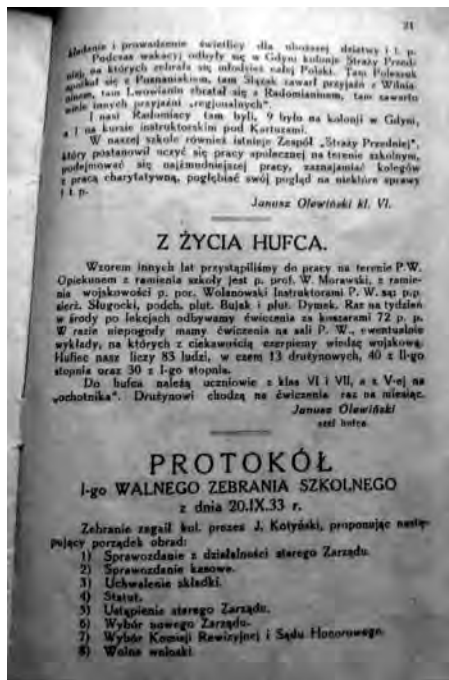 21
kładanie i prowadzenie świetlicy dla uboższej dziatwy i t. p.
Podczas wakacyj odbyły się w Gdyni kolonje Straży Przed-
niej, na których zebrała się młodzież całej Polski. Tam Poleszuk
spotkał się z Poznaniakiem, tam Ślązak zawarł przyjaźń z Wilnia-
ninem, tam Lwowianin zbratał się z Radomianinem, tam zawarto
wiele innych przyjaźni „regjonalnych".
I nasi Radomiacy tam byli, 9 było na kolonji w Gdyni,
a 1 na kursie instruktorskim pod Kartuzami.
W naszej szkole również istnieje Zespół „Straży Przedniej",
który postanowił uczyć się pracy społecznej na terenie szkolnym,
podejmować się najżmudniejszej pracy, zaznajamiać kolegów
z pracą charytatywną, pogłębiać swój pogląd na niektóre sprawy
i t. p.
Janusz Olewiński kl. VI.
Z ŻYCIA HUFCA.
Wzorem innych lat przystąpiliśmy do pracy na terenie P.W.
Opiekunem z ramienia szkoły jest p. prof. W. Morawski, z ramie-
nia wojskowości p. por. Wolanowski Instruktorami P. W. są: p.p
sierż. Sługocki, podch. plut. Bujak i plut. Dymek. Raz na tydzień
w środy po lekcjach odbywamy ćwiczenia za koszarami 72 p. p.
W razie niepogody mamy ćwiczenia na sali P. W., ewentualnie
wykłady, na których z ciekawością czerpiemy wiedzę wojskową.
Hufiec nasz liczy 83 ludzi, w czem 13 drużynowych, 40 z II-go
stopnia oraz 30 z I-go stopnia.
Do hufca należą uczniowie z klas VI i VII, a z V-ej na
„ochotnika". Drużynowi chodzą na ćwiczenia raz na miesiąc.
Janusz Olewiński
szef hufca
PROTOKÓŁ
I-go WALNEGO ZEBRANIA SZKOLNEGO
z dnia 20.IX.33 r.
Zebranie zagaił kol. prezes J. Kotyński, proponując nastę-
pujący porządek obrad:
1) Sprawozdanie z działalności starego Zarządu.
2) Sprawozdanie kasowe.
3) Uchwalenie składki.
4) Statut.
5) Ustąpienie starego Zarządu.
6) Wybór nowego Zarządu.
7) Wybór Komisji Rewizyjnej i Sądu Honorowego.
8) Wolne wnioski.